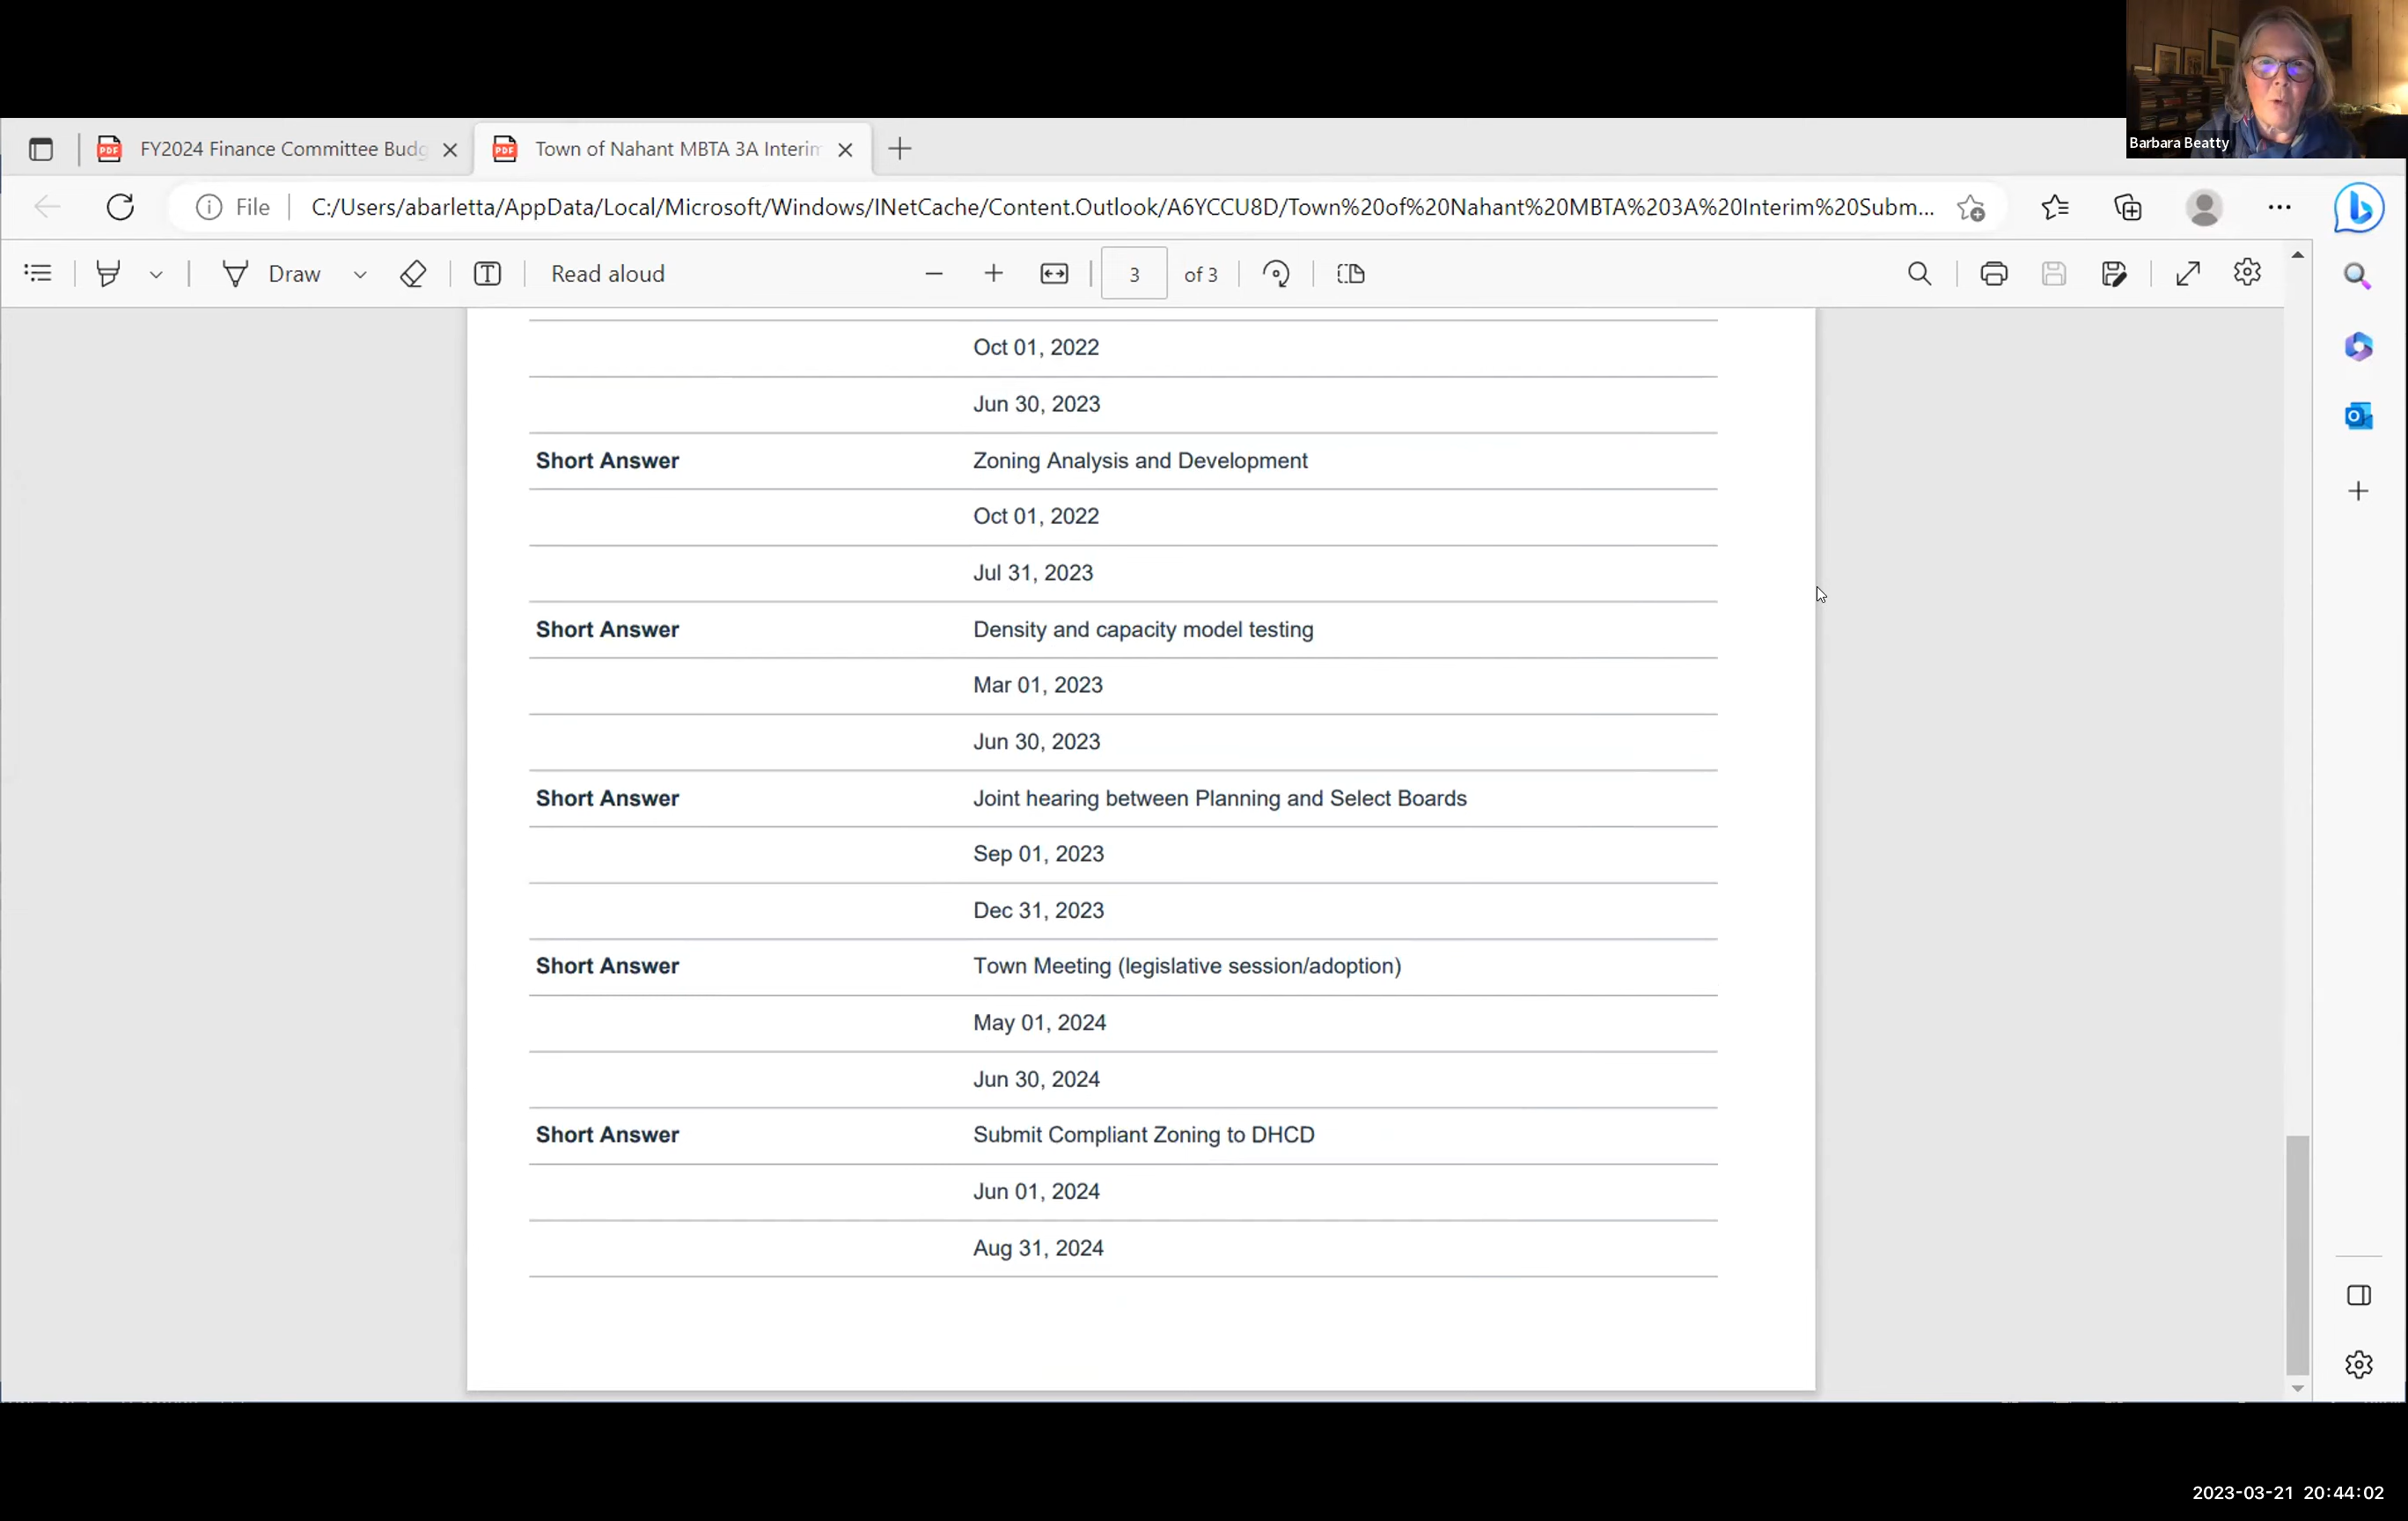 Barbara Beatty
FY2024 Finance Committee Budg
Town of Nahant MBTA 3A Interim
File
C:/Users/abarletta/AppData/Local/Microsoft/Windows/INetCache/Content.Outlook/A6YCCU8D/Town%20of%20Nahant%20MBTA%203A%20Interim%20Subm...
Draw
Read aloud
3 of 3
Oct 01, 2022
Jun 30, 2023
Short Answer Zoning Analysis and Development
Oct 01, 2022
Jul 31, 2023
Short Answer Density and capacity model testing
Mar 01, 2023
Jun 30, 2023
Short Answer Joint hearing between Planning and Select Boards
Sep 01, 2023
Dec 31, 2023
Short Answer Town Meeting (legislative session/adoption)
May 01, 2024
Jun 30, 2024
Short Answer Submit Compliant Zoning to DHCD
Jun 01, 2024
Aug 31, 2024
2023-03-21 20:44:02